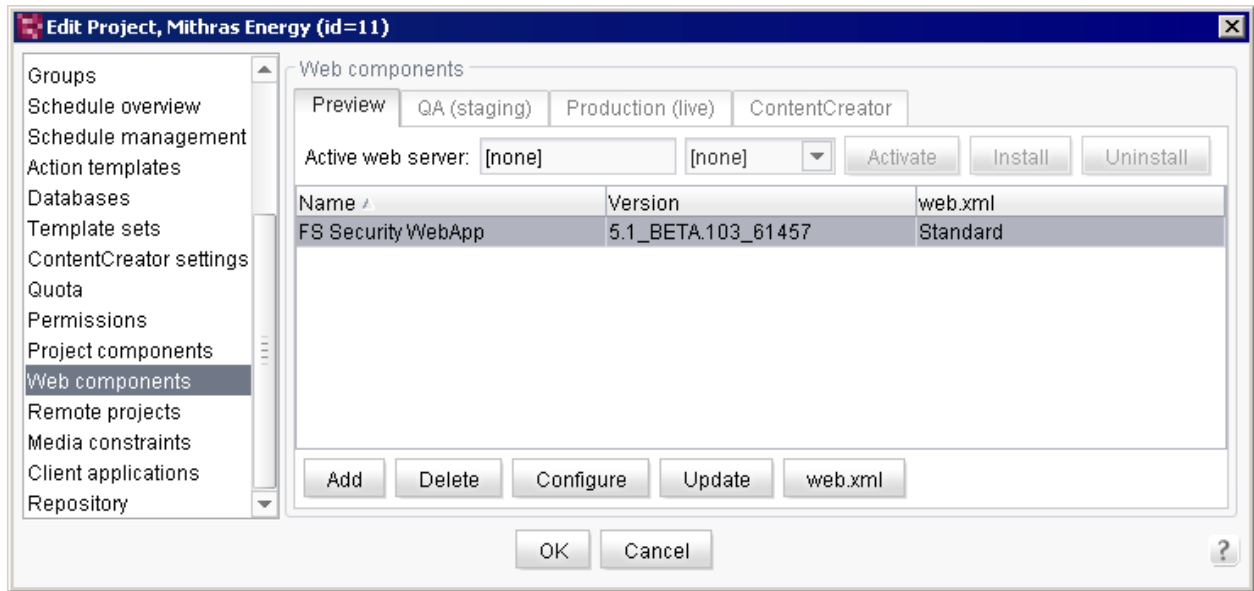 Edit Project, Mithras Energy (id=11)
Groups
Schedule overview
Schedule management
Action templates
Databases
Template sets
ContentCreator settings
Quota
Permissions
Project components
Web components
Remote projects
Media constraints
Client applications
Repository
Web components
Preview QA (staging) Production (live) ContentCreator
Active web server: [none] [none] Activate Install Uninstall
Name Version web.xml
FS Security WebApp 5.1_BETA.103_61457 Standard
Add Delete Configure Update web.xml
OK Cancel ?